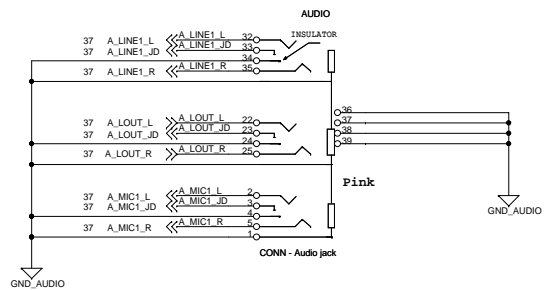 AUDIO
37 A_LINE1_L A_LINE1_L 32 INSULATOR
37 A_LINE1_JD A_LINE1_JD 33
34
37 A_LINE1_R A_LINE1_R 35
36
37 A_LOUT_L A_LOUT_L 22 37
37 A_LOUT_JD A_LOUT_JD 23 38
24 39
37 A_LOUT_R A_LOUT_R 25
Pink
37 A_MIC1_L A_MIC1_L 2
37 A_MIC1_JD A_MIC1_JD 3
4
GND_AUDIO
37 A_MIC1_R A_MIC1_R 5
1
CONN - Audio jack
GND_AUDIO